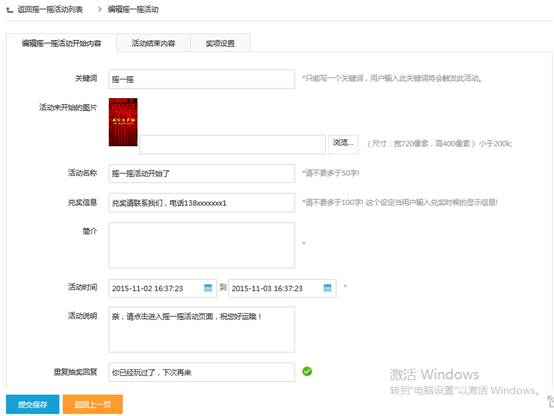 返回摇一摇活动列表 > 编辑摇一摇活动
编辑摇一摇活动开始内容 活动结束内容 奖项设置
关键词 摇一摇 *只能写一个关键词，用户输入此关键词将会触发此活动。
活动未开始的图片
浏览... （尺寸：宽720像素，高400像素）小于200k;
活动名称 摇一摇活动开始了 *请不要多于50字!
兑奖信息 兑奖请联系我们，电话138xxxxxxx1 *请不要多于100字! 这个设定当用户输入兑奖时候的显示信息!
简介 *
活动时间 2015-11-02 16:37:23 到 2015-11-03 16:37:23 *
活动说明 亲，请点击进入摇一摇活动页面，祝您好运哦！
重复抽奖回复 你已经玩过了，下次再来
激活 Windows
转到"电脑设置"以激活 Windows。
提交保存 返回上一页